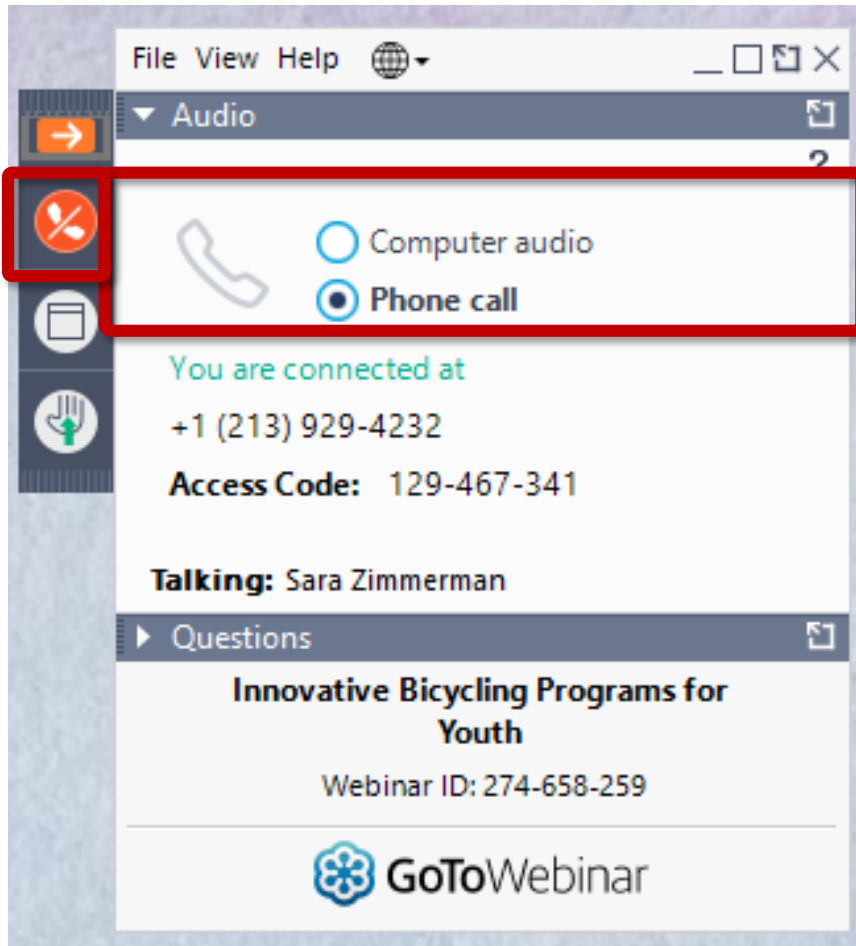 File View Help
Audio
?
Computer audio
Phone call
You are connected at
+1 (213) 929-4232
Access Code: 129-467-341
Talking: Sara Zimmerman
Questions
Innovative Bicycling Programs for
Youth
Webinar ID: 274-658-259
GoToWebinar